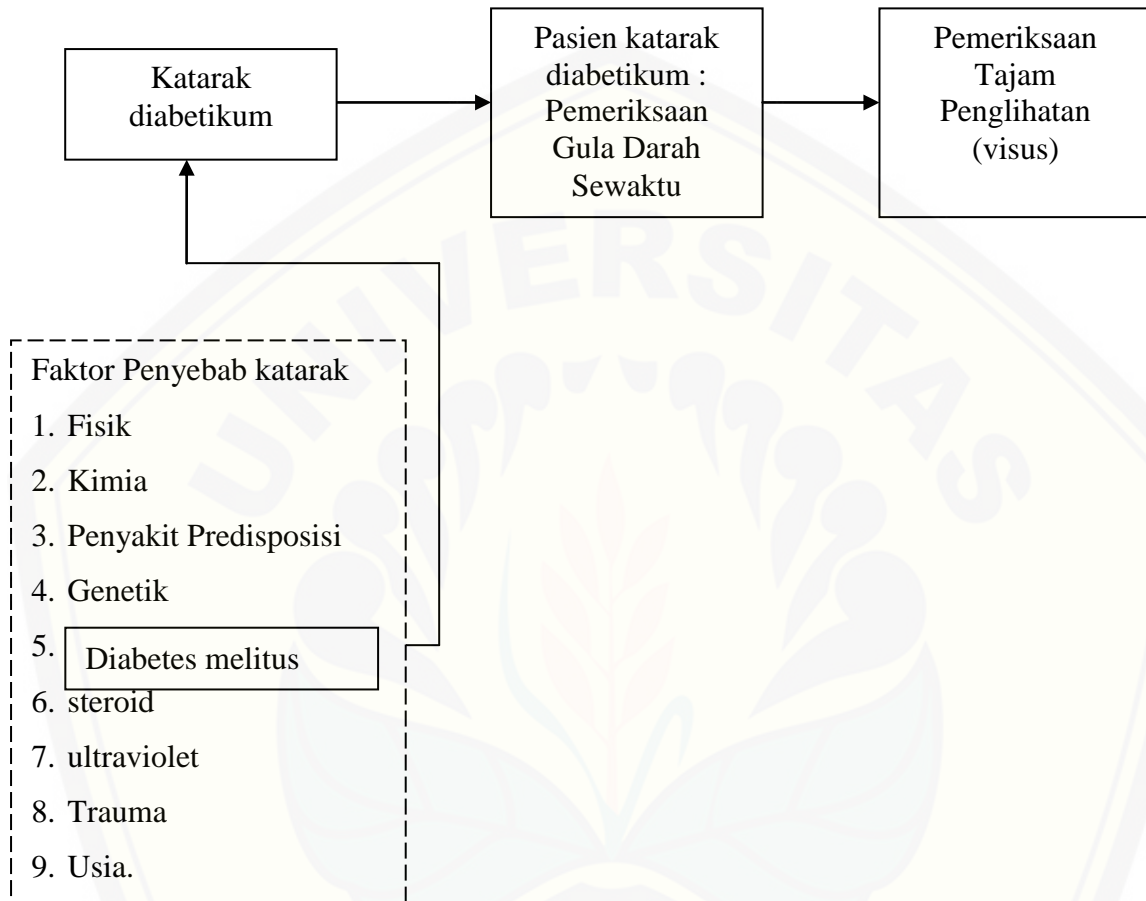 Katarak
diabetikum
Pasien katarak
diabetikum :
Pemeriksaan
Gula Darah
Sewaktu
Pemeriksaan
Tajam
Penglihatan
(visus)
Faktor Penyebab katarak
1. Fisik
2. Kimia
3. Penyakit Predisposisi
4. Genetik
5. Diabetes melitus
6. steroid
7. ultraviolet
8. Trauma
9. Usia.
UNIVERSITAS